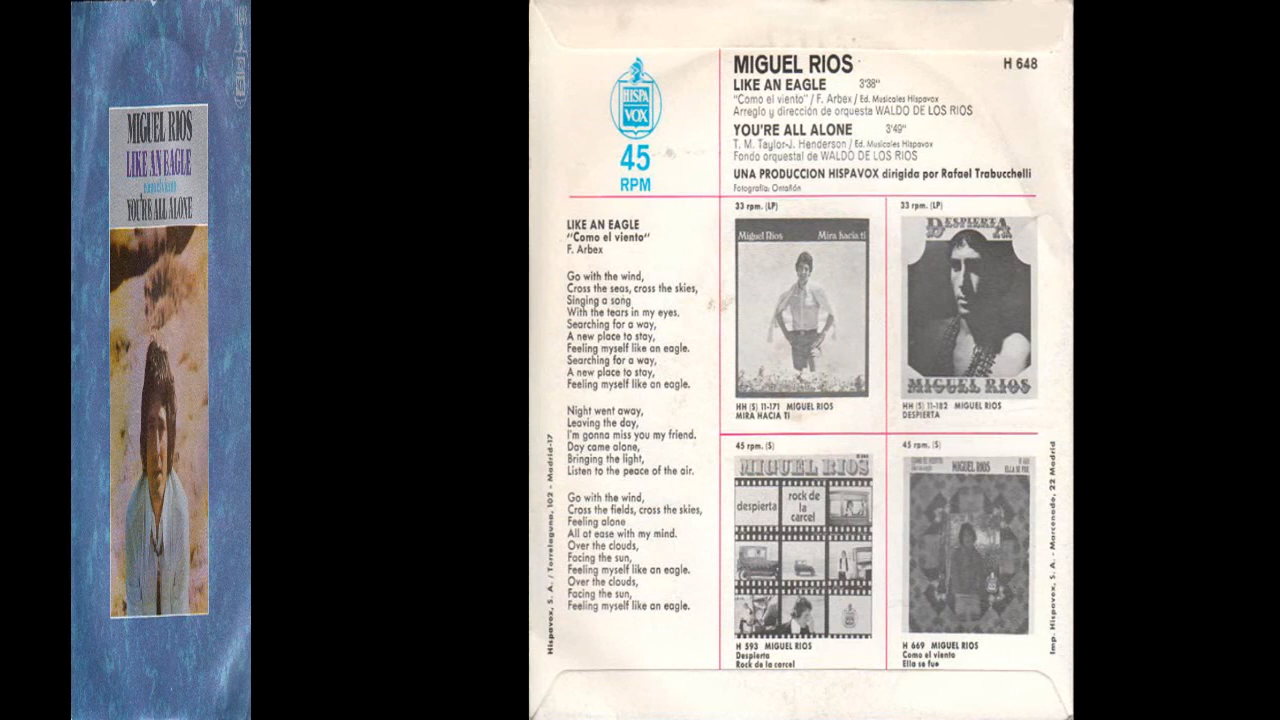 MIGUEL RIOS
LIKE AN EAGLE
YOU'RE ALL ALONE
HISPA
VOX
45
RPM
MIGUEL RIOS
H 648
LIKE AN EAGLE 3'38"
"Como el viento" / F. Arbex / Ed. Musicales Hispavox
Arreglo y dirección de orquesta WALDO DE LOS RIOS
YOU'RE ALL ALONE 3'49"
T. M. Taylor-J. Henderson / Ed. Musicales Hispavox
Fondo orquestal de WALDO DE LOS RIOS
UNA PRODUCCION HISPAVOX dirigida por Rafael Trabucchelli
Fotografía: Ontañón
LIKE AN EAGLE
"Como el viento"
F. Arbex
Go with the wind,
Cross the seas, cross the skies,
Singing a song
With the tears in my eyes.
Searching for a way,
A new place to stay,
Feeling myself like an eagle.
Searching for a way,
A new place to stay,
Feeling myself like an eagle.
Night went away,
Leaving the day,
I'm gonna miss you my friend.
Day came alone,
Bringing the light,
Listen to the peace of the air.
Go with the wind,
Cross the fields, cross the skies,
Feeling alone
All at ease with my mind.
Over the clouds,
Facing the sun,
Feeling myself like an eagle.
Over the clouds,
Facing the sun,
Feeling myself like an eagle.
Hispavox, S. A. / Torrelaguna, 102 - Madrid-17
33 rpm. (LP)
Miguel Rios Mira hacia ti
HH (S) 11-171 MIGUEL RIOS
MIRA HACIA TI
33 rpm. (LP)
DESPIERTA
MIGUEL RIOS
HH (S) 11-182 MIGUEL RIOS
DESPIERTA
45 rpm. (S)
MIGUEL RIOS
despierta
rock de
la
carcel
H 593 MIGUEL RIOS
Despierta
Rock de la carcel
45 rpm. (S)
COMO EL VIENTO
MIGUEL RIOS
ELLA SE FUE
H 669 MIGUEL RIOS
Como el viento
Ella se fue
Imp. Hispavox, S. A. - Marcenado, 22 Madrid